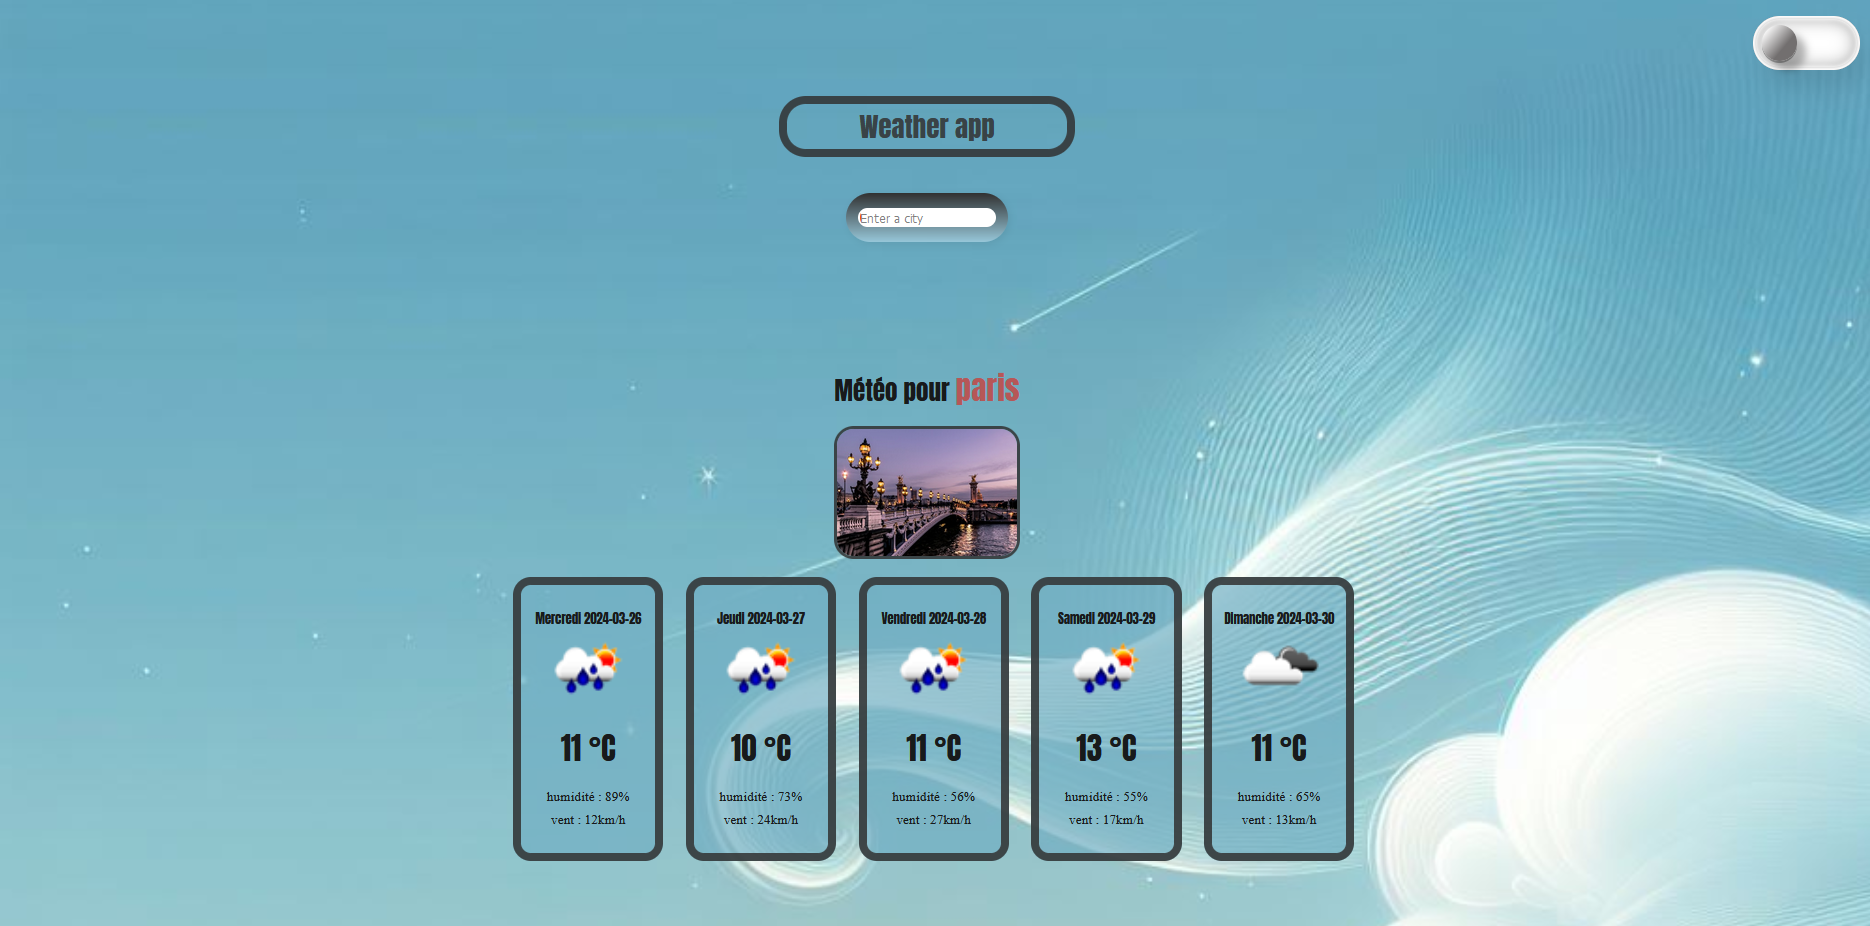 Weather app
Enter a city
Météo pour paris
Mercredi 2024-03-26
11 °C
humidité : 89%
vent : 12km/h
Jeudi 2024-03-27
10 °C
humidité : 73%
vent : 24km/h
Vendredi 2024-03-28
11 °C
humidité : 56%
vent : 27km/h
Samedi 2024-03-29
13 °C
humidité : 55%
vent : 17km/h
Dimanche 2024-03-30
11 °C
humidité : 65%
vent : 13km/h